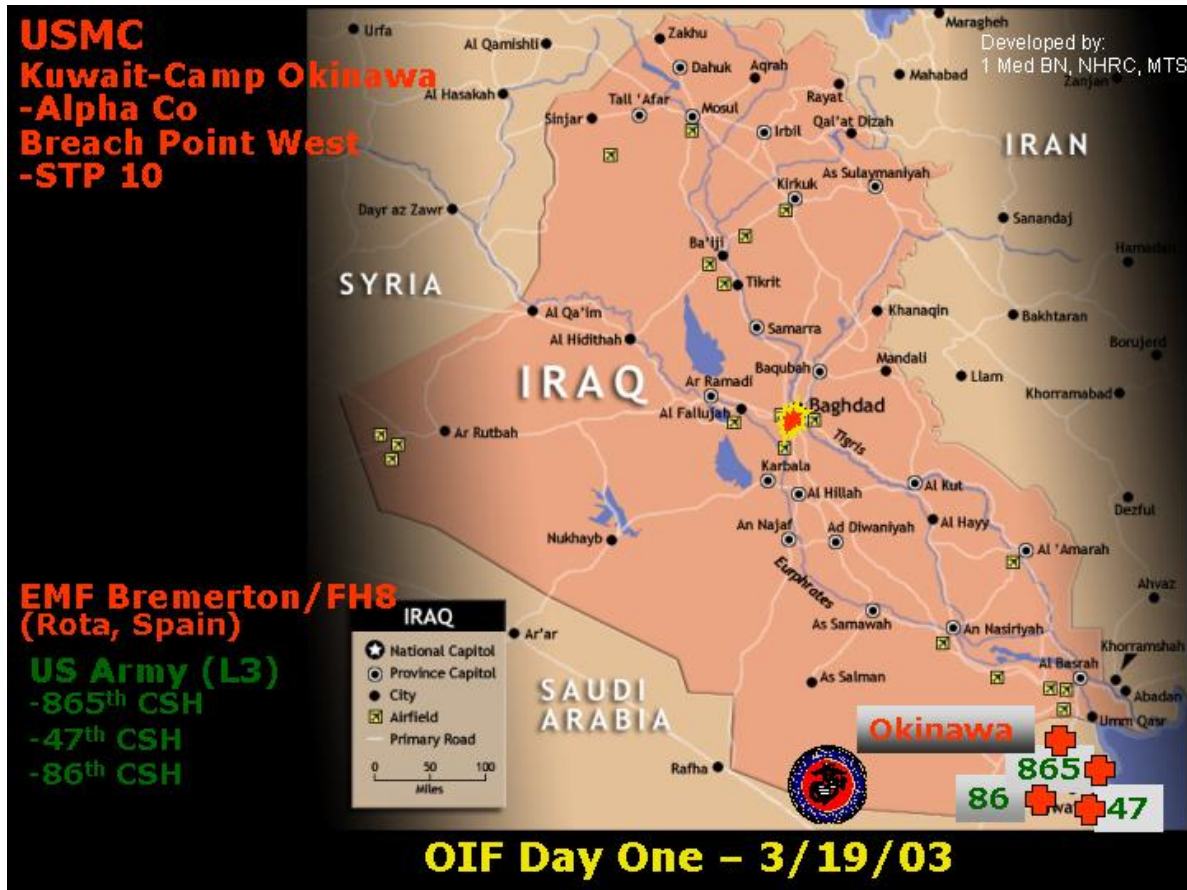 USMC
Kuwait-Camp Okinawa
-Alpha Co
Breach Point West
-STP 10
EMF Bremerton/FH8
(Rota, Spain)
US Army (L3)
-865th CSH
-47th CSH
-86th CSH
Developed by:
1 Med BN, NHRC, MTS
Urfa
Al Qamishli
Zakhu
Maragheh
Dahuk
Aqrah
Mahabad
Zanjan
Al Hasakah
Tall 'Afar
Mosul
Rayat
Sinjar
Irbil
Qal'at Dizah
IRAN
As Sulaymaniyah
Kirkuk
Dayr az Zawr
Sanandaj
Ba'iji
Hamadan
SYRIA
Tikrit
Al Qa'im
Khanaqin
Bakhtaran
Samarra
Al Hidithah
Borujerd
Baqubah
Mandali
IRAQ
Ar Ramadi
Llam
Khorramabad
Al Fallujah
Baghdad
Ar Rutbah
Tigris
Karbala
Al Hillah
Al Kut
Dezful
An Najaf
Ad Diwaniyah
Al Hayy
Nukhayb
Al 'Amarah
Eurphrates
Ahvaz
As Samawah
An Nasiriyah
Ar'ar
Khorramshah
Al Basrah
As Salman
Abadan
SAUDI
ARABIA
Umm Qasr
Rafha
IRAQ
National Capitol
Province Capitol
City
Airfield
Primary Road
0 50 100
Miles
Okinawa
865
86
47
OIF Day One – 3/19/03